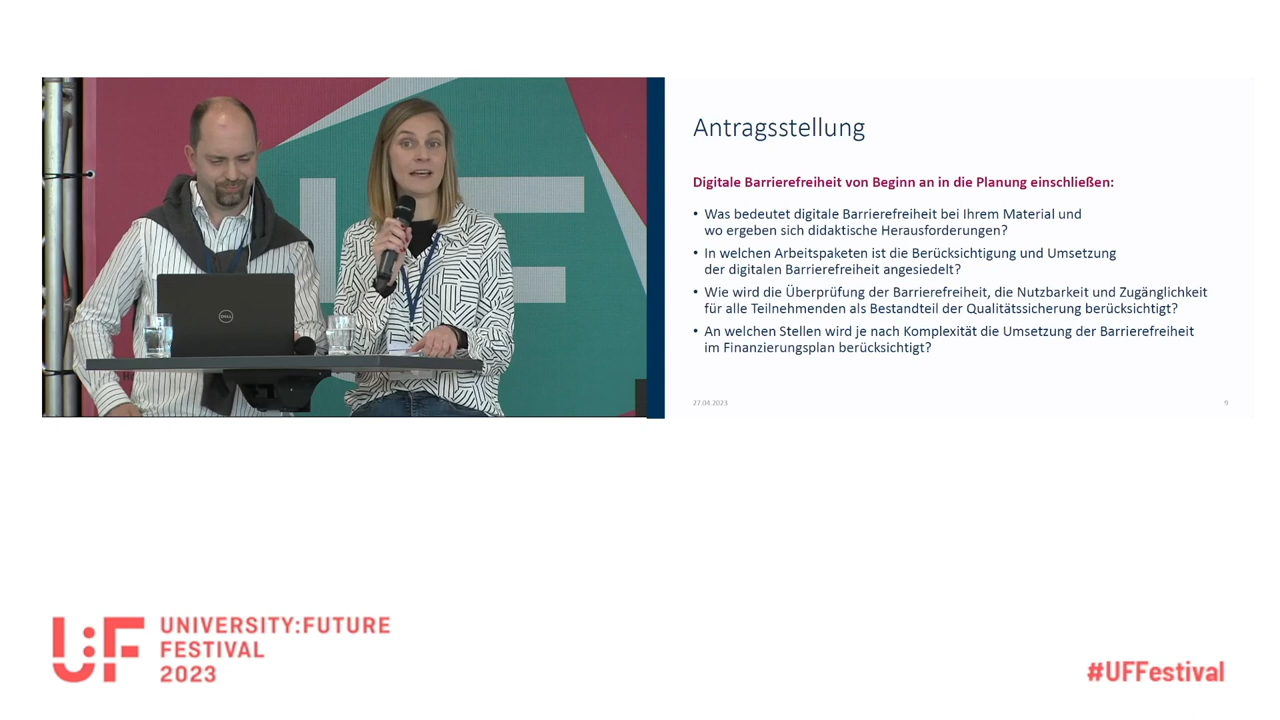 Antragsstellung
Digitale Barrierefreiheit von Beginn an in die Planung einschließen:
• Was bedeutet digitale Barrierefreiheit bei Ihrem Material und
wo ergeben sich didaktische Herausforderungen?
• In welchen Arbeitspaketen ist die Berücksichtigung und Umsetzung
der digitalen Barrierefreiheit angesiedelt?
• Wie wird die Überprüfung der Barrierefreiheit, die Nutzbarkeit und Zugänglichkeit
für alle Teilnehmenden als Bestandteil der Qualitätssicherung berücksichtigt?
• An welchen Stellen wird je nach Komplexität die Umsetzung der Barrierefreiheit
im Finanzierungsplan berücksichtigt?
27.04.2023
9
DELL
U:F
UNIVERSITY:FUTURE
FESTIVAL
2023
#UFFestival